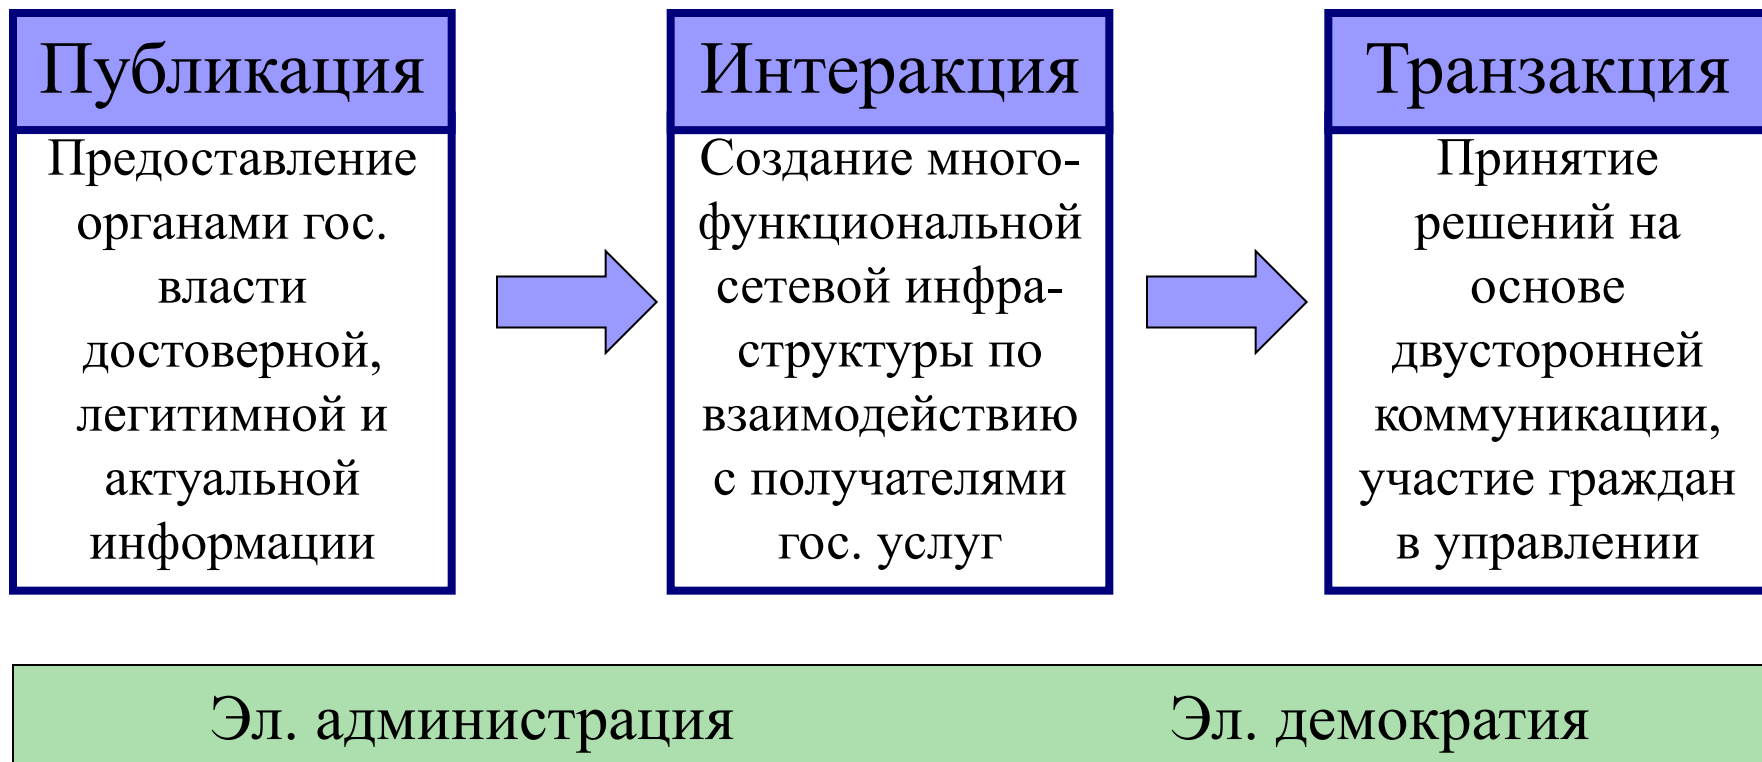 Публикация
Предоставление
органами гос.
власти
достоверной,
легитимной и
актуальной
информации
Интеракция
Создание много-
функциональной
сетевой инфра-
структуры по
взаимодействию
с получателями
гос. услуг
Транзакция
Принятие
решений на
основе
двусторонней
коммуникации,
участие граждан
в управлении
Эл. администрация
Эл. демократия